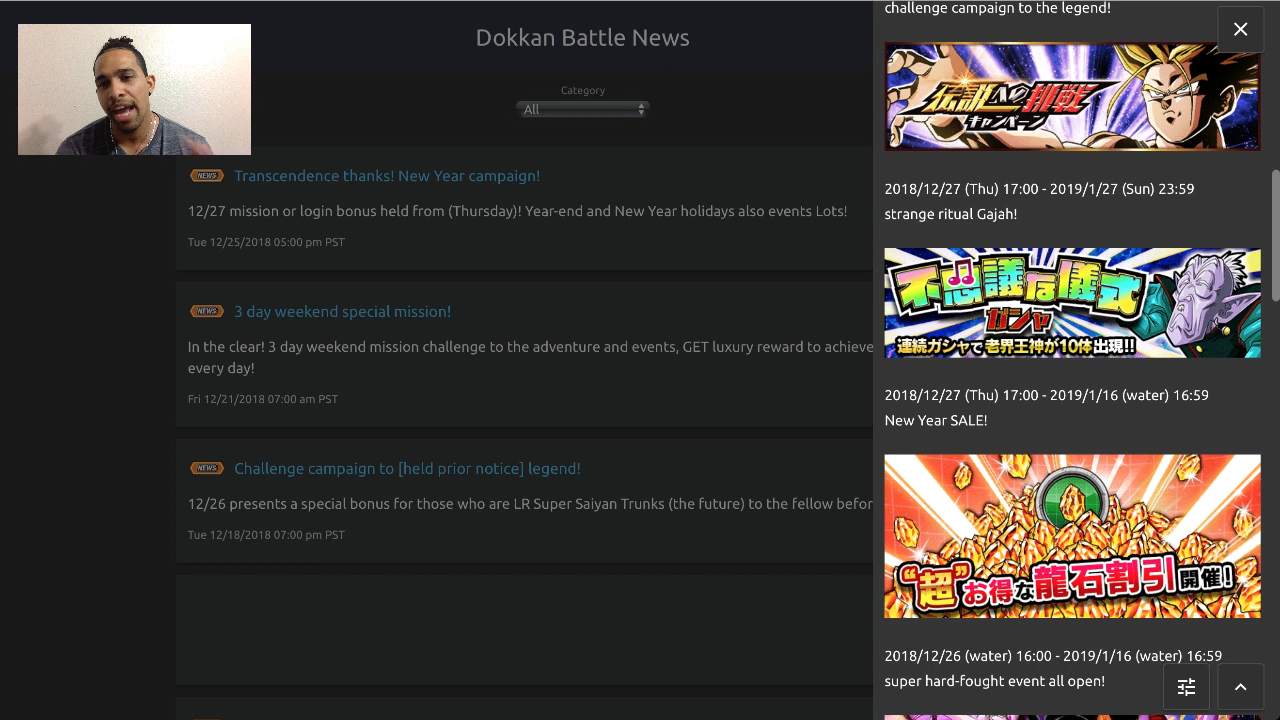 Dokkan Battle News
Category
All
NEWS
Transcendence thanks! New Year campaign!
12/27 mission or login bonus held from (Thursday)! Year-end and New Year holidays also events Lots!
Tue 12/25/2018 05:00 pm PST
NEWS
3 day weekend special mission!
In the clear! 3 day weekend mission challenge to the adventure and events, GET luxury reward to achieve
every day!
Fri 12/21/2018 07:00 am PST
NEWS
Challenge campaign to [held prior notice] legend!
12/26 presents a special bonus for those who are LR Super Saiyan Trunks (the future) to the fellow befor
Tue 12/18/2018 07:00 pm PST
challenge campaign to the legend!
伝説への挑戦
キャンペーン
2018/12/27 (Thu) 17:00 - 2019/1/27 (Sun) 23:59
strange ritual Gajah!
不思議な儀式
ガシャ
連続ガシャで老界王神が10体出現!!
2018/12/27 (Thu) 17:00 - 2019/1/16 (water) 16:59
New Year SALE!
“超”お得な龍石割引開催!
2018/12/26 (water) 16:00 - 2019/1/16 (water) 16:59
super hard-fought event all open!